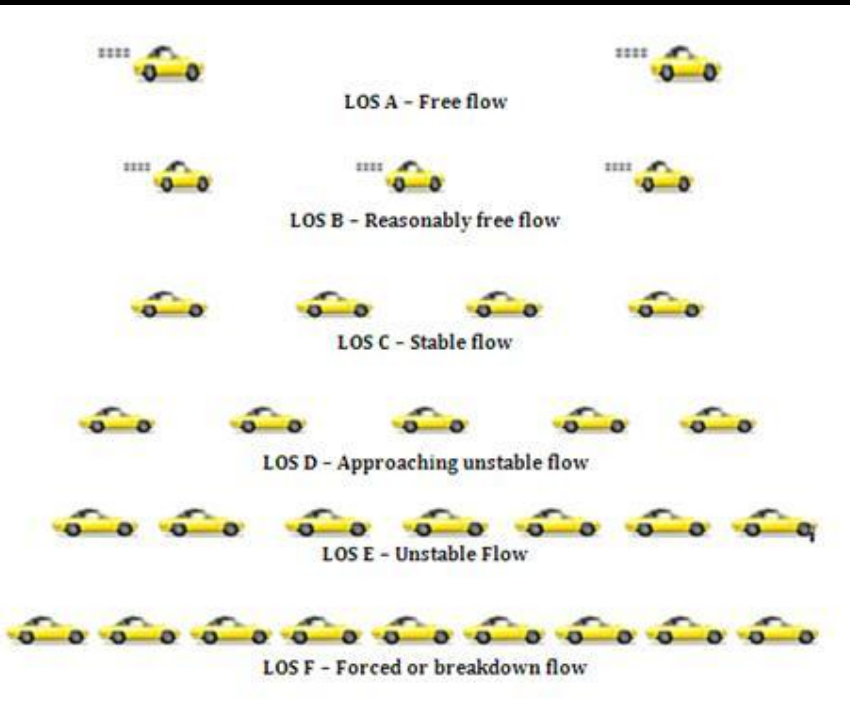 LOS A – Free flow
LOS B – Reasonably free flow
LOS C – Stable flow
LOS D – Approaching unstable flow
LOS E – Unstable Flow
LOS F – Forced or breakdown flow